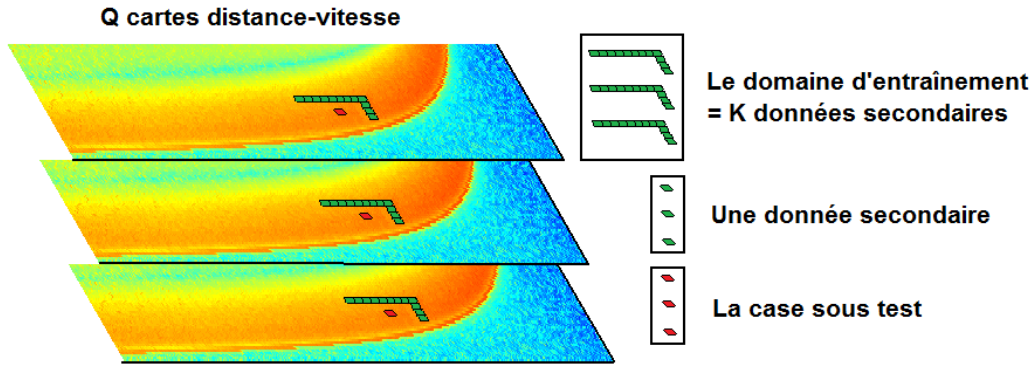 Q cartes distance-vitesse
Le domaine d'entraînement
= K données secondaires
Une donnée secondaire
La case sous test